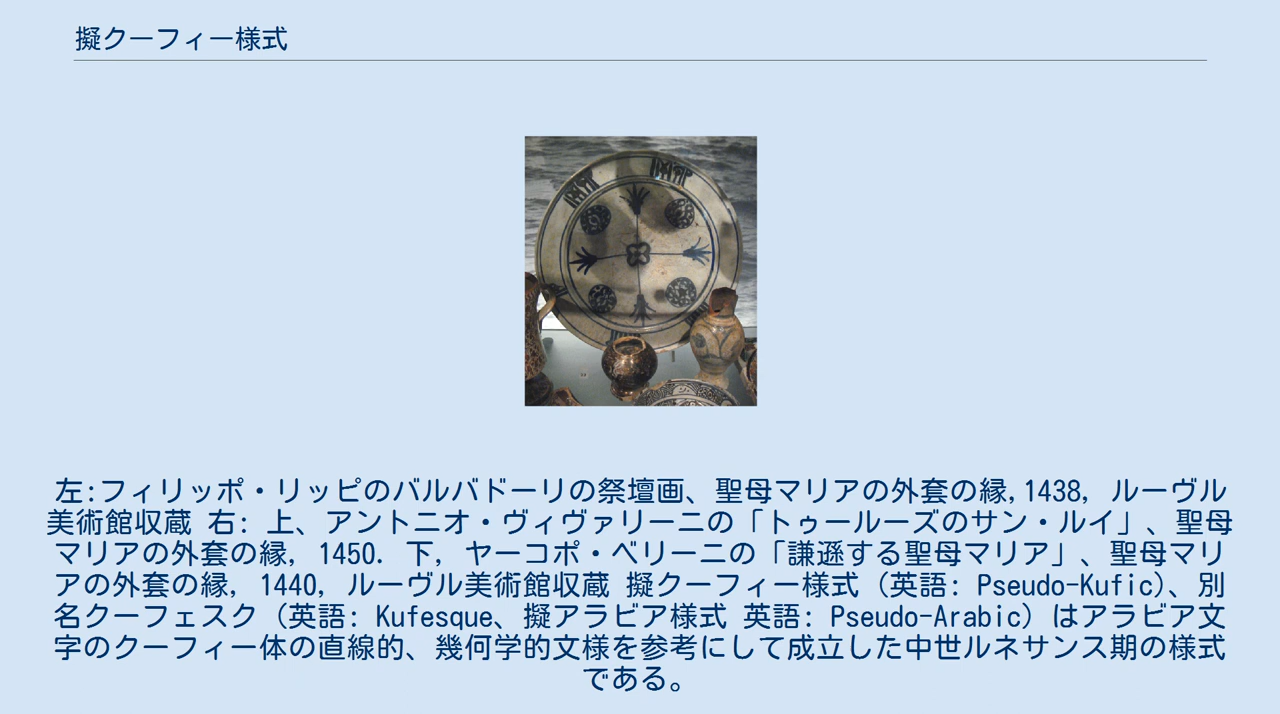 擬クーフィー様式
左:フィリッポ・リッピのバルバドーリの祭壇画、聖母マリアの外套の縁,1438, ルーヴル
美術館収蔵 右: 上、アントニオ・ヴィヴァリーニの「トゥールーズのサン・ルイ」、聖母
マリアの外套の縁, 1450. 下, ヤーコポ・ベリーニの「謙遜する聖母マリア」、聖母マリ
アの外套の縁, 1440, ルーヴル美術館収蔵 擬クーフィー様式 (英語: Pseudo-Kufic)、別
名クーフェスク (英語: Kufesque、擬アラビア様式 英語: Pseudo-Arabic) はアラビア文
字のクーフィー体の直線的、幾何学的文様を参考にして成立した中世ルネサンス期の様式
である。